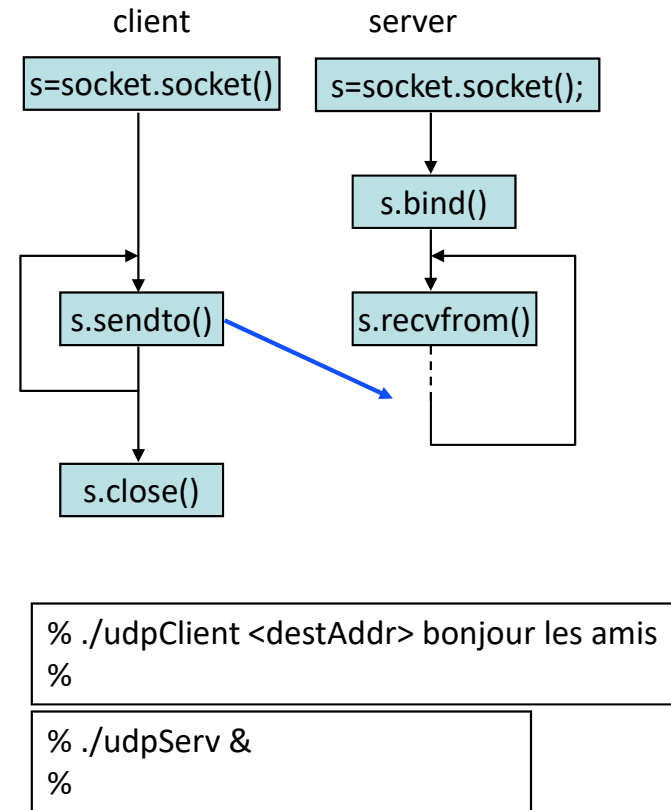 client
server
s=socket.socket()
s=socket.socket();
s.bind()
s.sendto()
s.recvfrom()
s.close()
% ./udpClient <destAddr> bonjour les amis
%
% ./udpServ &
%